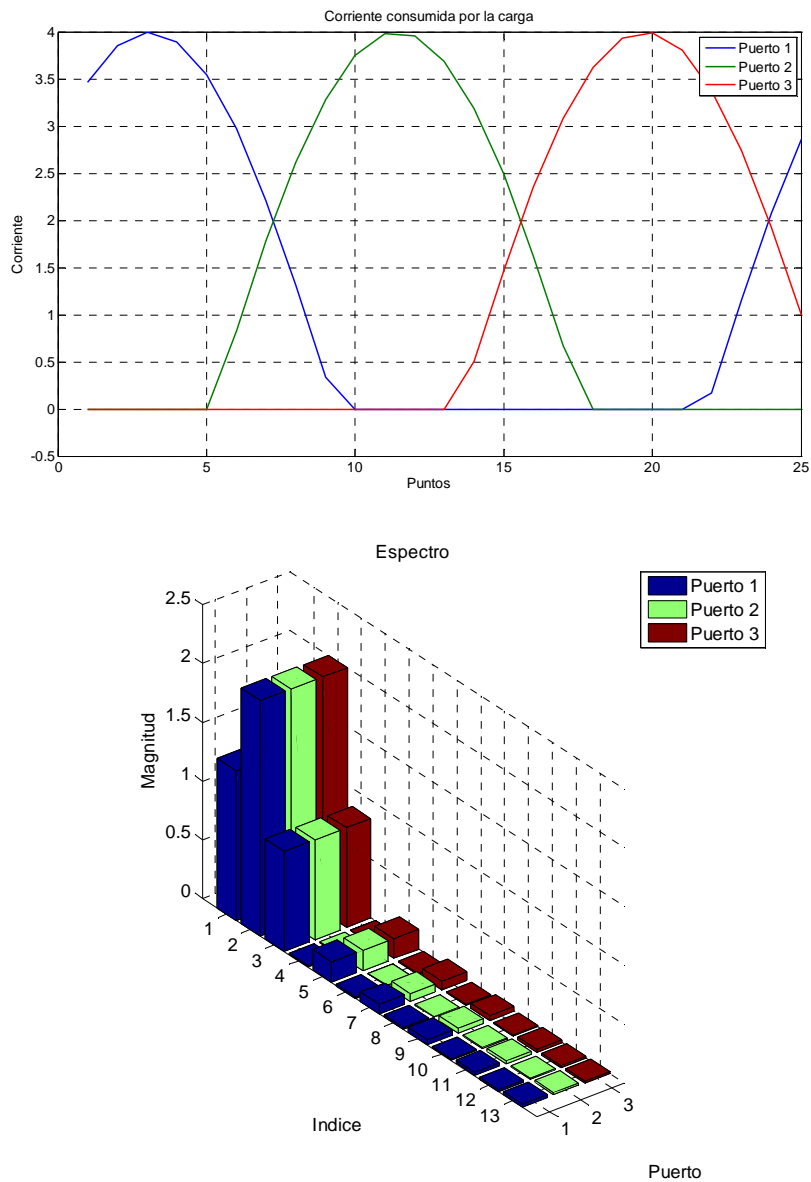 Corriente consumida por la carga
4
3.5
3
2.5
2
1.5
1
0.5
0
-0.5
Corriente
0 5 10 15 20 25
Puntos
Puerto 1
Puerto 2
Puerto 3
Espectro
Puerto 1
Puerto 2
Puerto 3
2.5
2
1.5
1
0.5
0
Magnitud
1
2
3
4
5
6
7
8
9
10
11
12
13
Indice
1
2
3
Puerto